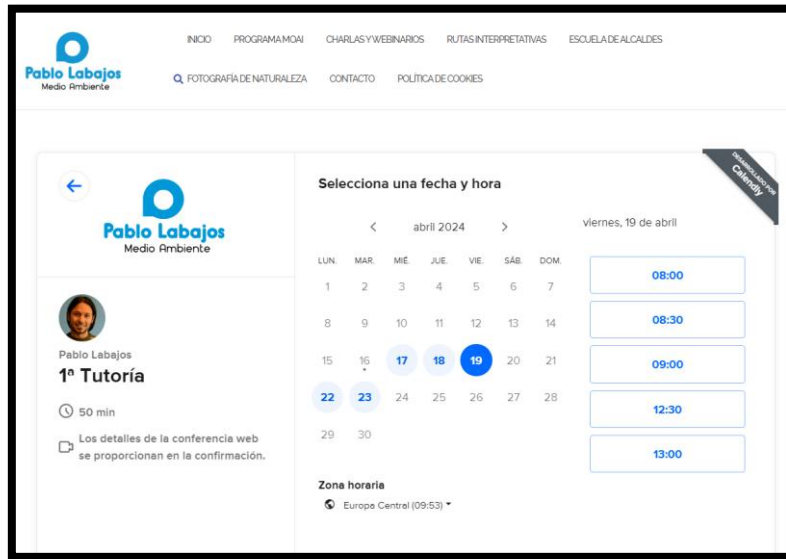 INICIO PROGRAMA MOAI CHARLAS Y WEBINARIOS RUTAS INTERPRETATIVAS ESCUELA DE ALCALDES
Pablo Labajos
Medio Ambiente
FOTOGRAFÍA DE NATURALEZA CONTACTO POLÍTICA DE COOKIES
DESARROLLADO POR
Calendly
Pablo Labajos
Medio Ambiente
Pablo Labajos
1ª Tutoría
50 min
Los detalles de la conferencia web
se proporcionan en la confirmación.
Selecciona una fecha y hora
abril 2024
LUN. MAR. MIÉ. JUE. VIE. SÁB. DOM.
1 2 3 4 5 6 7
8 9 10 11 12 13 14
15 16 17 18 19 20 21
22 23 24 25 26 27 28
29 30
Zona horaria
Europa Central (09:53)
viernes, 19 de abril
08:00
08:30
09:00
12:30
13:00